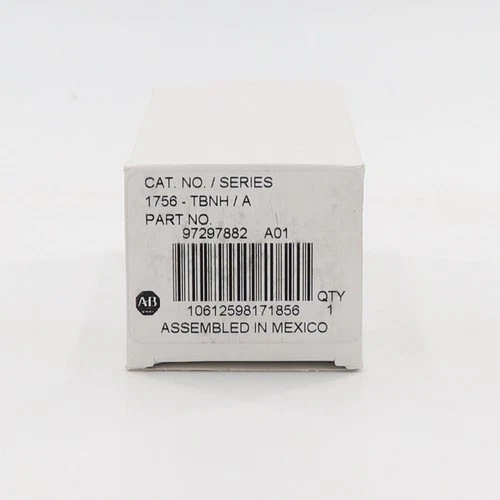 CAT. NO. / SERIES
1756 - TBNH / A
PART NO.
97297882 A01
AB
QTY
10612598171856 1
ASSEMBLED IN MEXICO